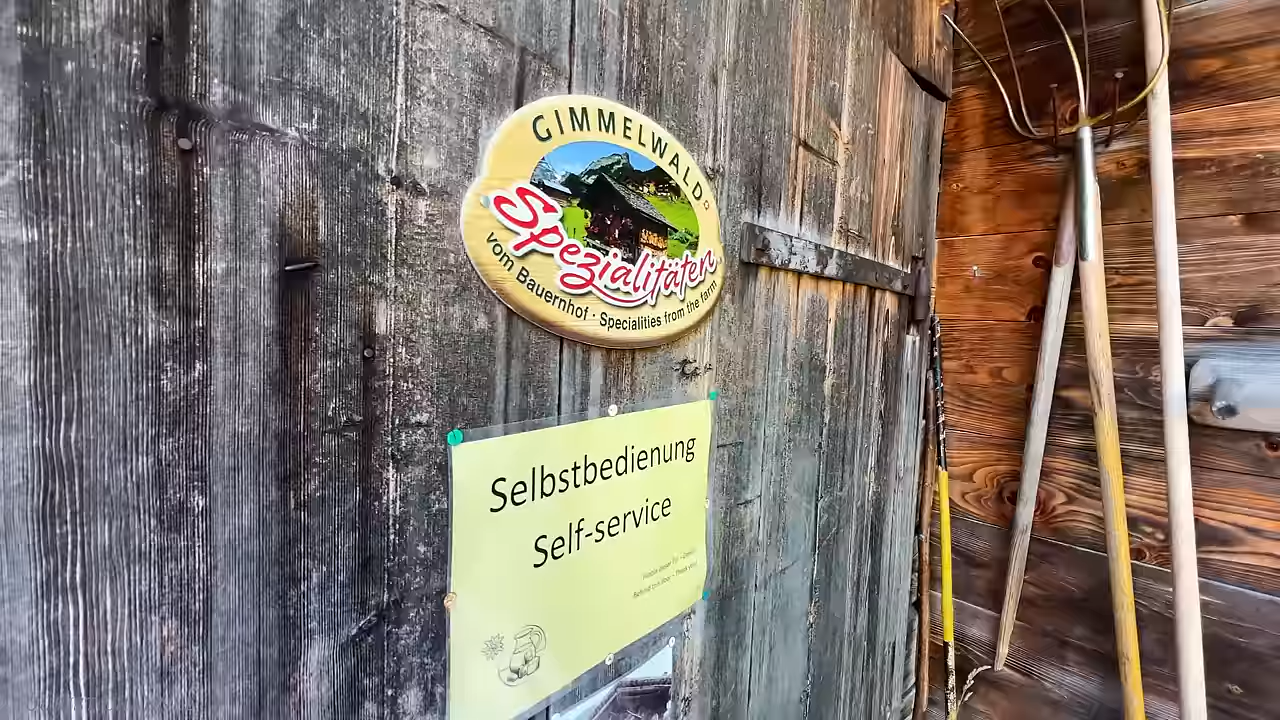 GIMMELWALD
Spezialitäten
vom Bauernhof · Specialities from the farm
Selbstbedienung
Self-service